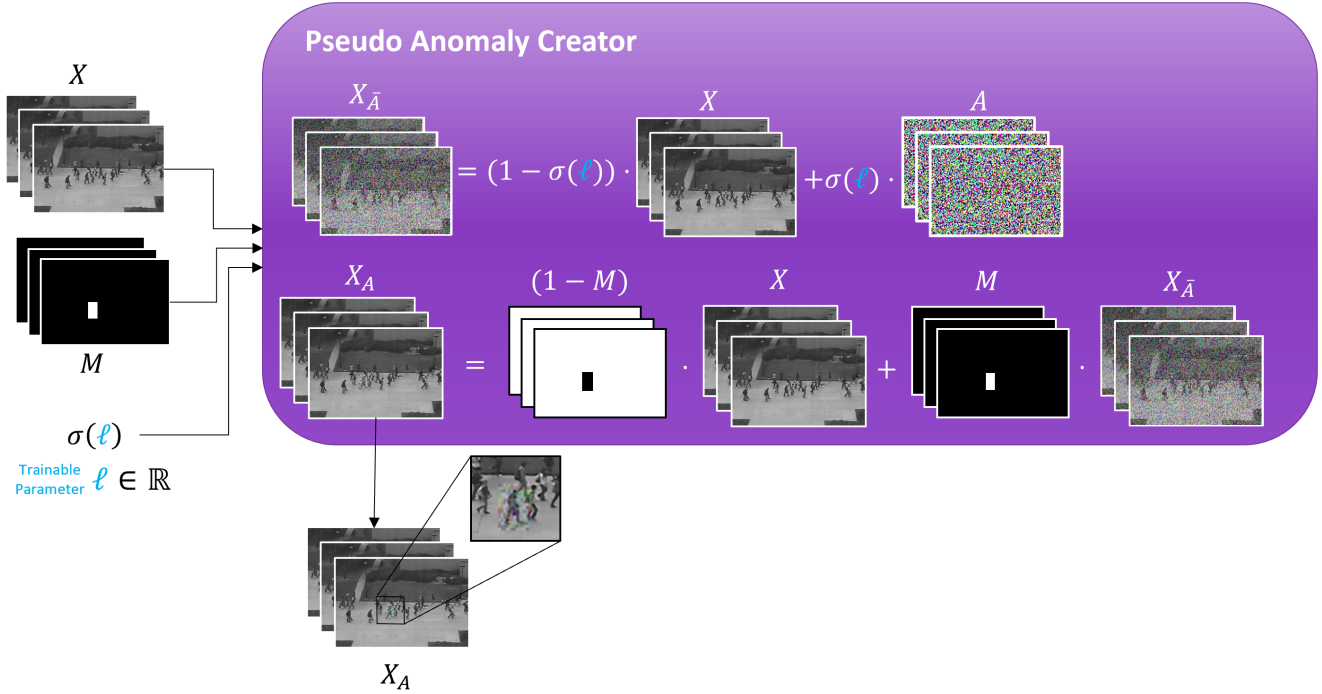 Pseudo Anomaly Creator
X
M
σ(ℓ)
Trainable
Parameter ℓ ∈ ℝ
X_Ā X A
= (1 − σ(ℓ)) · +σ(ℓ) ·
X_A (1 − M) X M X_Ā
= · + ·
X_A